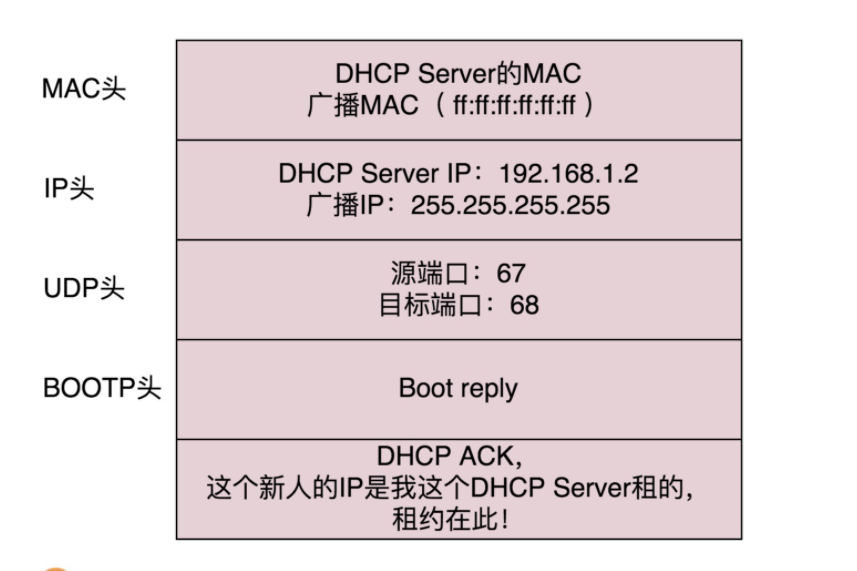 MAC头
DHCP Server的MAC
广播MAC（ff:ff:ff:ff:ff:ff）
IP头
DHCP Server IP：192.168.1.2
广播IP：255.255.255.255
UDP头
源端口：67
目标端口：68
BOOTP头
Boot reply
DHCP ACK，
这个新人的IP是我这个DHCP Server租的，
租约在此！